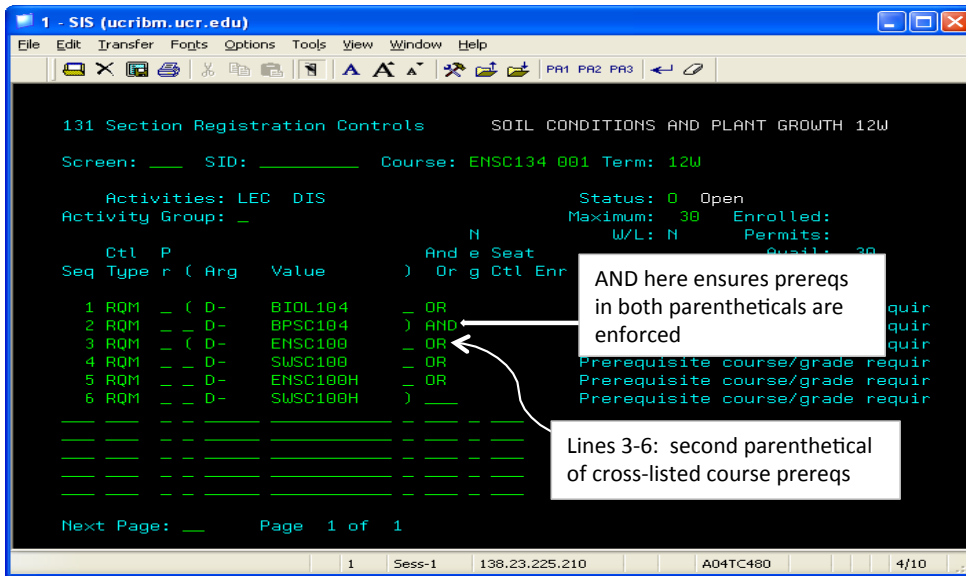 1 - SIS (ucribm.ucr.edu)
File Edit Transfer Fonts Options Tools View Window Help
A A A PA1 PA2 PA3
131 Section Registration Controls SOIL CONDITIONS AND PLANT GROWTH 12W
Screen: ___ SID: _________ Course: ENSC134 001 Term: 12W
Activities: LEC DIS Status: O Open
Activity Group: _ Maximum: 30 Enrolled:
N W/L: N Permits:
Ctl P And e Seat Avail: 30
Seq Type r ( Arg Value ) Or g Ctl Enr
1 RQM _ ( D- BIOL104 _ OR quir
2 RQM _ _ D- BPSC104 ) AND quir
3 RQM _ ( D- ENSC100 _ OR quir
4 RQM _ _ D- SWSC100 _ OR Prerequisite course/grade requir
5 RQM _ _ D- ENSC100H _ OR Prerequisite course/grade requir
6 RQM _ _ D- SWSC100H ) ___ Prerequisite course/grade requir
AND here ensures prereqs
in both parentheticals are
enforced
Lines 3-6: second parenthetical
of cross-listed course prereqs
Next Page: __ Page 1 of 1
1 Sess-1 138.23.225.210 A04TC480 4/10